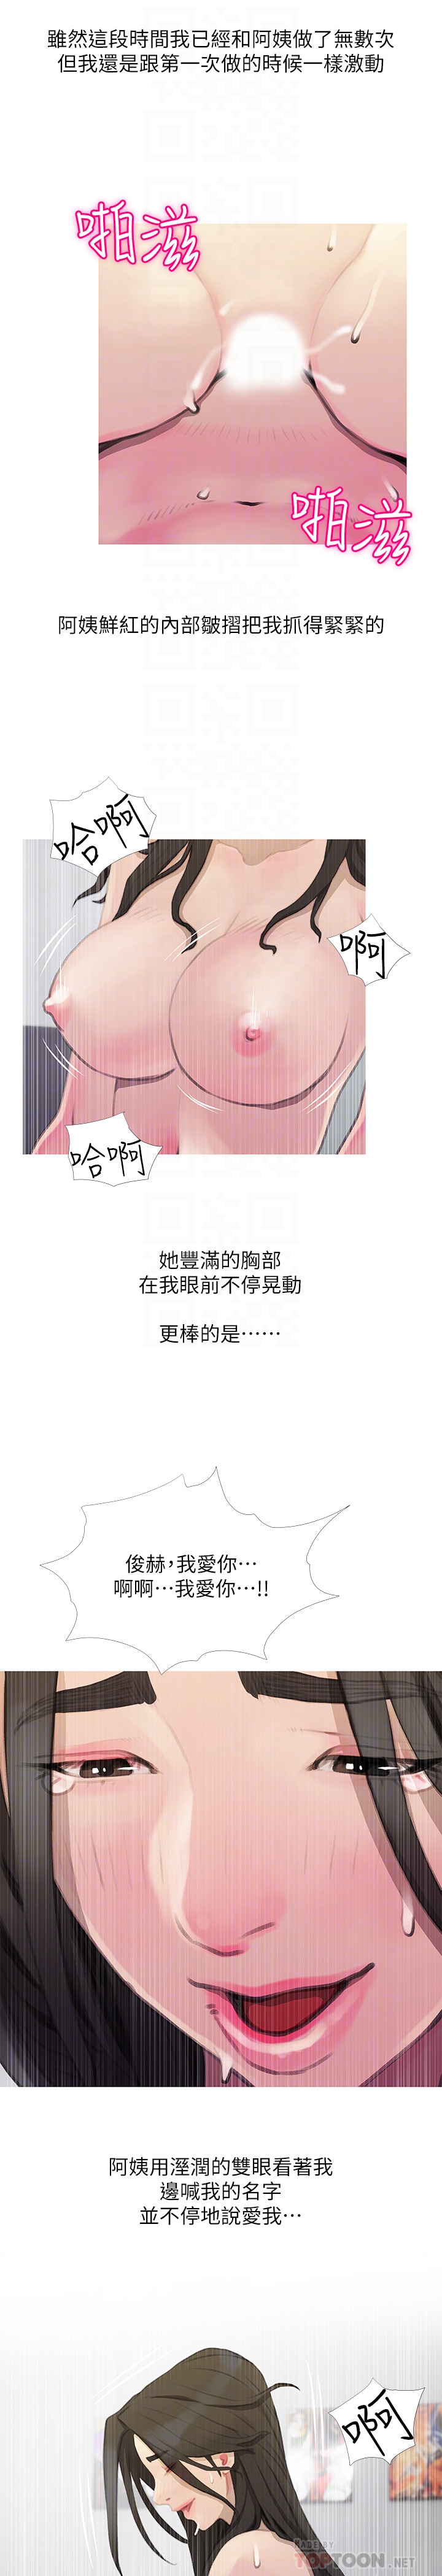 雖然這段時間我已經和阿姨做了無數次
但我還是跟第一次做的時候一樣激動
啪滋
啪滋
阿姨鮮紅的內部皺摺把我抓得緊緊的
哈啊
啊
哈啊
她豐滿的胸部
在我眼前不停晃動
更棒的是⋯⋯
俊赫，我愛你⋯
啊啊⋯我愛你⋯!!
阿姨用溼潤的雙眼看著我
邊喊我的名字
並不停地說愛我⋯
啊
Made by
TOPTOON.NET